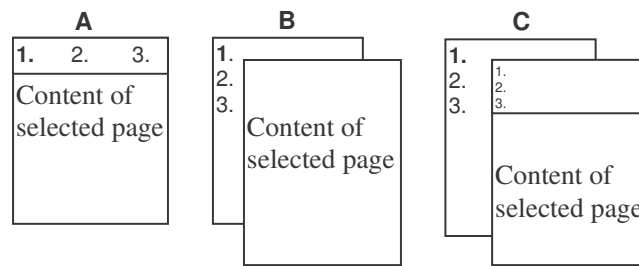 A
1. 2. 3.
Content of
selected page
B
1.
2.
3.
Content of
selected page
C
1.
2.
3.
1.
2.
3.
Content of
selected page